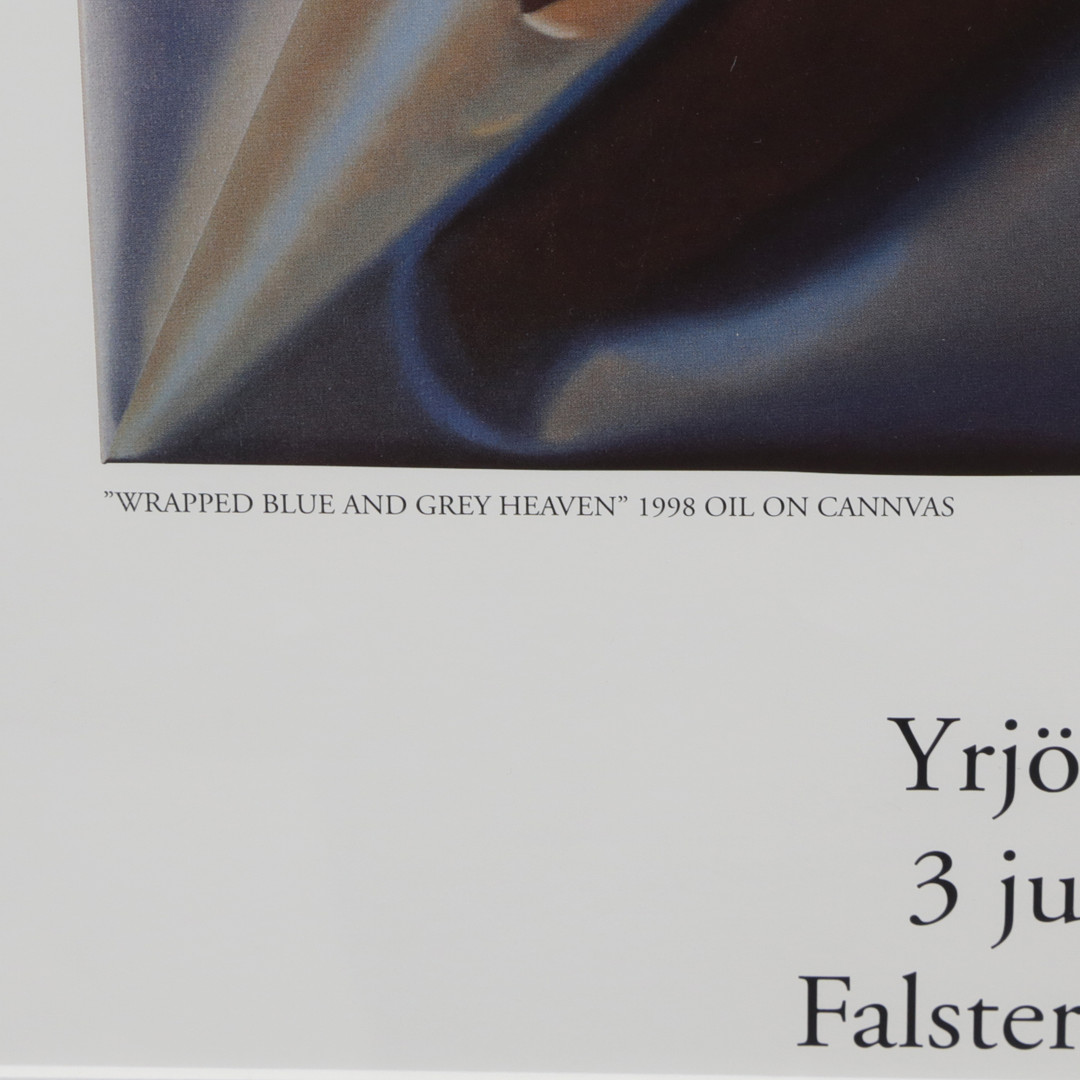 ”WRAPPED BLUE AND GREY HEAVEN” 1998 OIL ON CANNVAS
Yrjö
3 ju
Falster